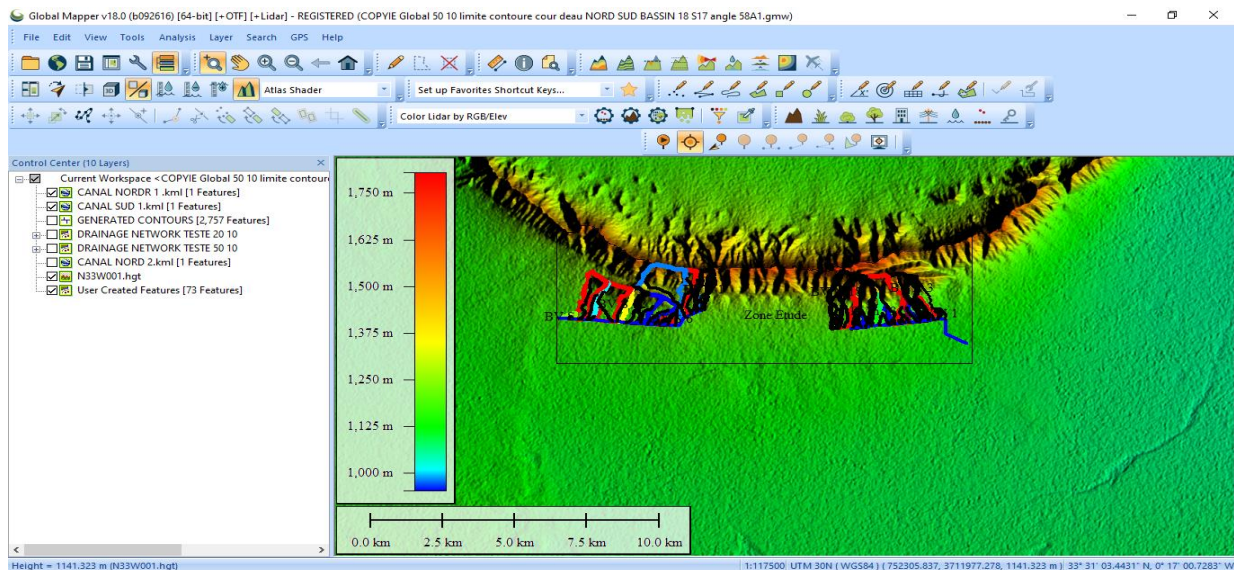 Global Mapper v18.0 (b092616) [64-bit] [+OTF] [+Lidar] - REGISTERED (COPYIE Global 50 10 limite contoure cour deau NORD SUD BASSIN 18 S17 angle 58A1.gmw)
File Edit View Tools Analysis Layer Search GPS Help
Atlas Shader
Set up Favorites Shortcut Keys...
Color Lidar by RGB/Elev
Control Center (10 Layers)
Current Workspace <COPYIE Global 50 10 limite contoure
CANAL NORDR 1 .kml [1 Features]
CANAL SUD 1.kml [1 Features]
GENERATED CONTOURS [2,757 Features]
DRAINAGE NETWORK TESTE 20 10
DRAINAGE NETWORK TESTE 50 10
CANAL NORD 2.kml [1 Features]
N33W001.hgt
User Created Features [73 Features]
1,750 m
1,625 m
1,500 m
1,375 m
1,250 m
1,125 m
1,000 m
Zone Etude
0.0 km 2.5 km 5.0 km 7.5 km 10.0 km
Height = 1141.323 m (N33W001.hgt)
1:117500 UTM 30N ( WGS84 ) ( 752305.837, 3711977.278, 1141.323 m ) 33° 31' 03.4431" N, 0° 17' 00.7283" W